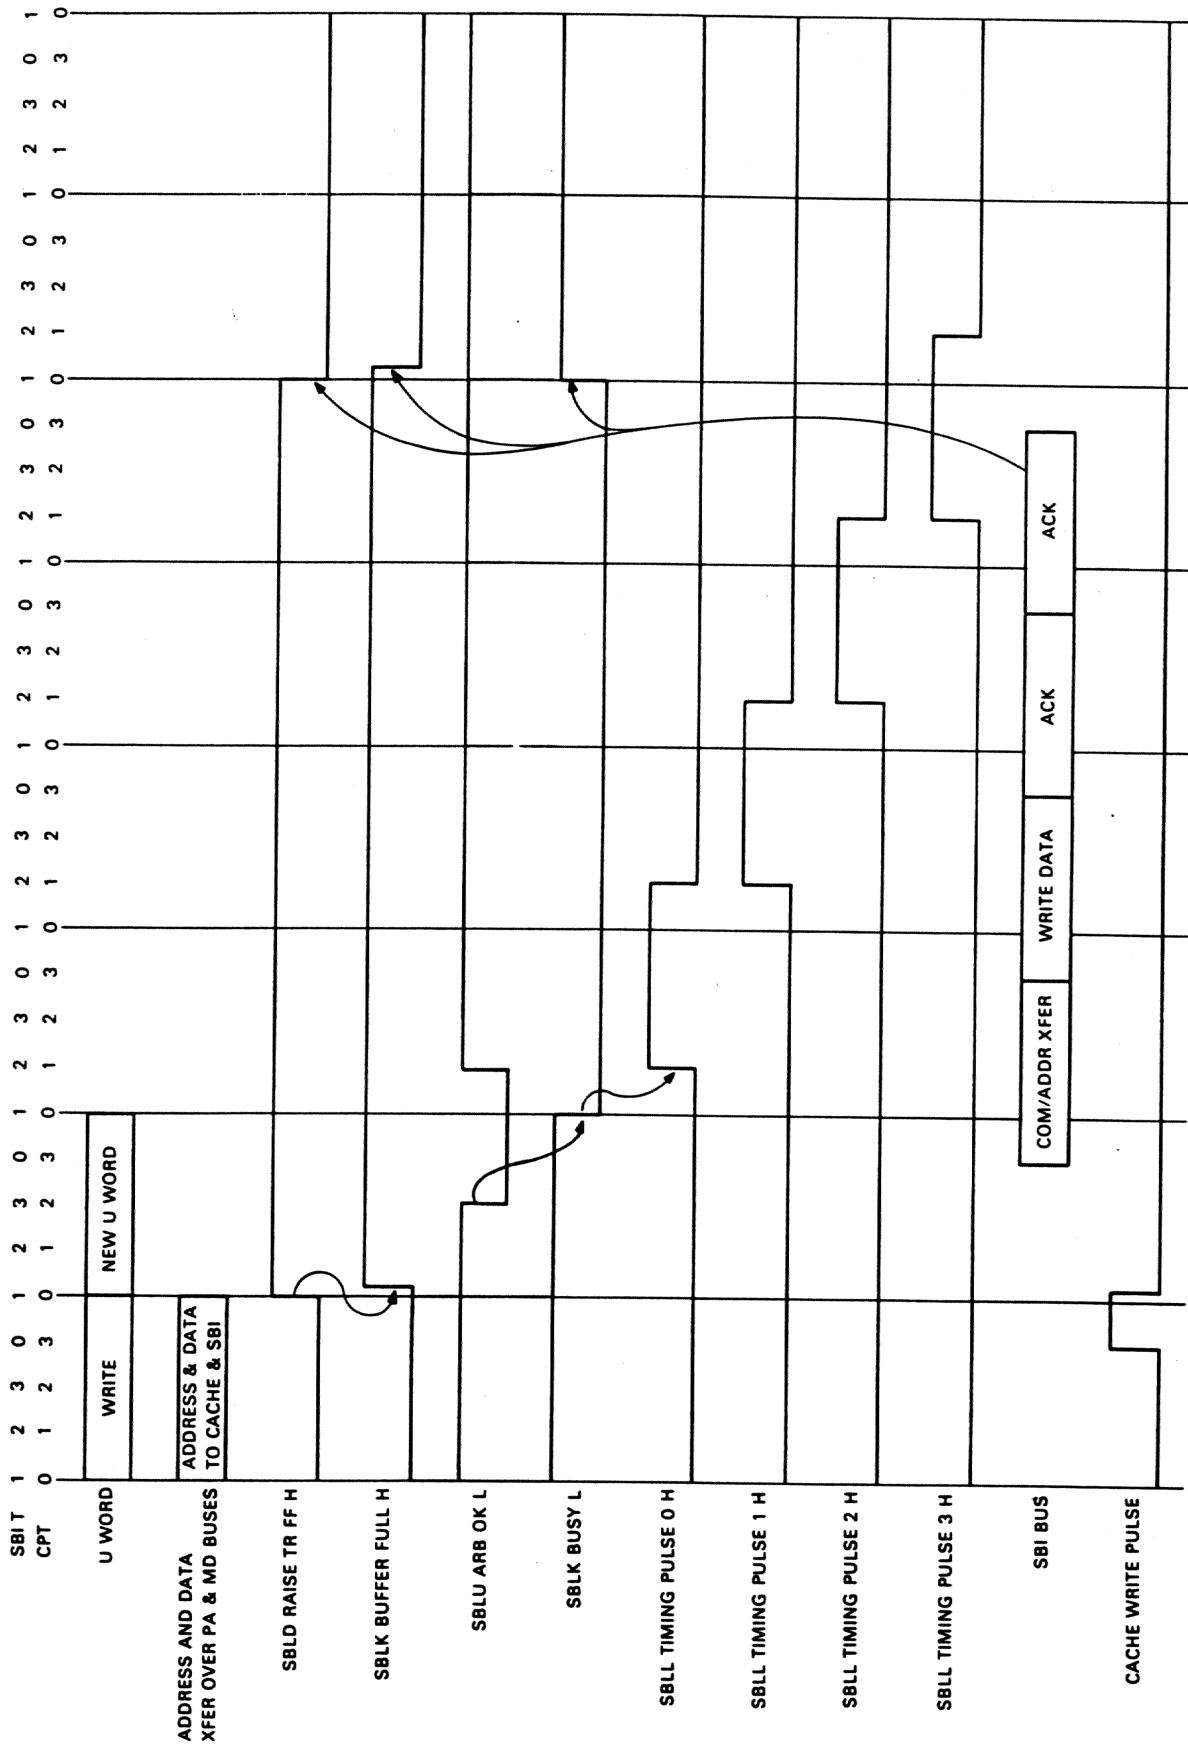 SBI T 1 2 3 0 1 2 3 0 1 2 3 0 1 2 3 0 1 2 3 0 1 2 3 0 1 2 3 0 1 2 3 0 1
CPT 0 1 2 3 0 1 2 3 0 1 2 3 0 1 2 3 0 1 2 3 0 1 2 3 0 1 2 3 0 1 2 3 0
U WORD WRITE NEW U WORD
ADDRESS AND DATA
XFER OVER PA & MD BUSES
ADDRESS & DATA
TO CACHE & SBI
SBLD RAISE TR FF H
SBLK BUFFER FULL H
SBLU ARB OK L
SBLK BUSY L
SBLL TIMING PULSE 0 H
SBLL TIMING PULSE 1 H
SBLL TIMING PULSE 2 H
SBLL TIMING PULSE 3 H
SBI BUS COM/ADDR XFER WRITE DATA ACK ACK
CACHE WRITE PULSE